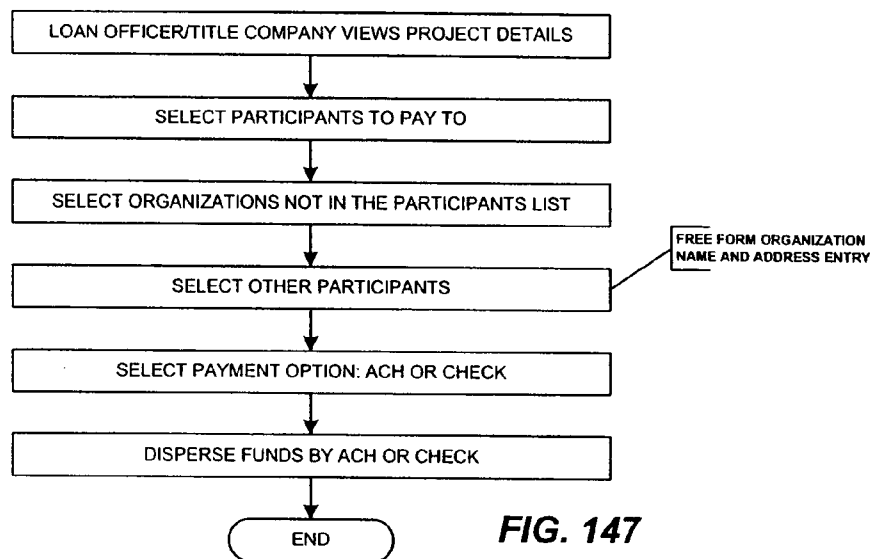 LOAN OFFICER/TITLE COMPANY VIEWS PROJECT DETAILS
SELECT PARTICIPANTS TO PAY TO
SELECT ORGANIZATIONS NOT IN THE PARTICIPANTS LIST
FREE FORM ORGANIZATION
NAME AND ADDRESS ENTRY
SELECT OTHER PARTICIPANTS
SELECT PAYMENT OPTION: ACH OR CHECK
DISPERSE FUNDS BY ACH OR CHECK
END
FIG. 147